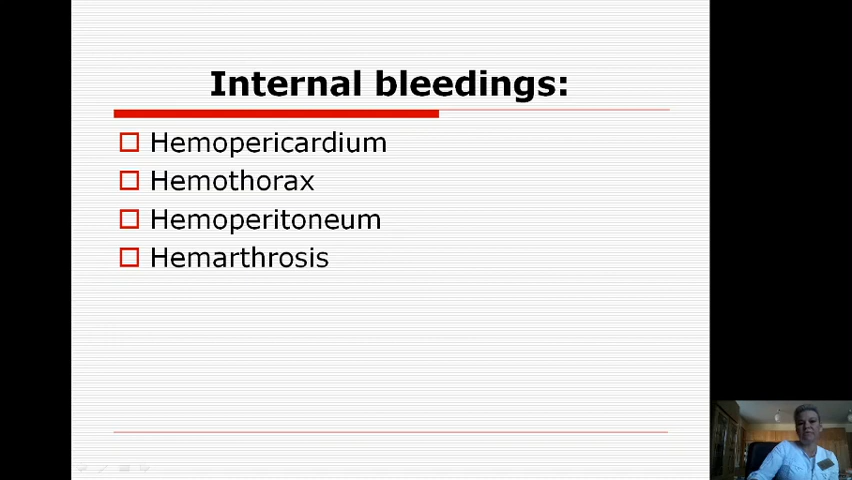 Internal bleedings:
Hemopericardium
Hemothorax
Hemoperitoneum
Hemarthrosis